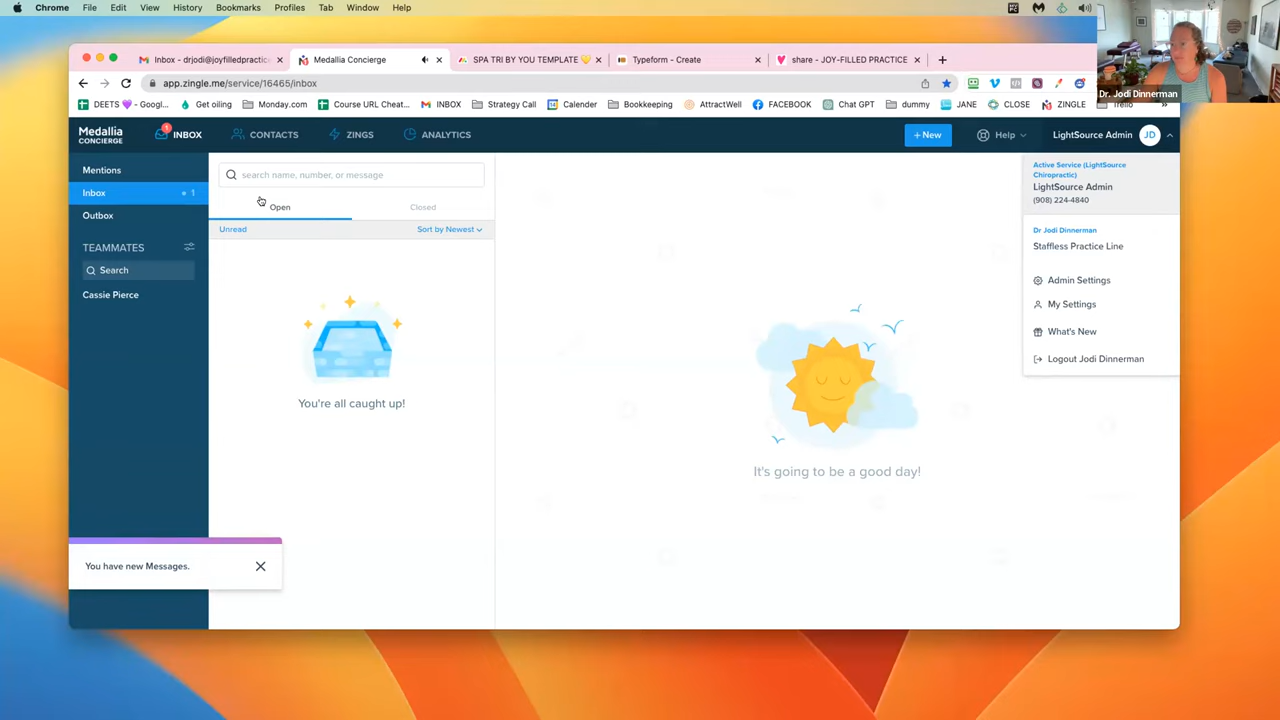 Chrome File Edit View History Bookmarks Profiles Tab Window Help
Inbox - drjodi@joyfilledpractic
Medallia Concierge
SPA TRI BY YOU TEMPLATE 💛
Typeform - Create
share - JOY-FILLED PRACTICE
app.zingle.me/service/16465/inbox
DEETS 💜 - Googl...
Get oiling
Monday.com
Course URL Cheat...
INBOX
Strategy Call
Calender
Bookkeeping
AttractWell
FACEBOOK
Chat GPT
dummy
JANE
CLOSE
ZINGLE
Trello
»
Dr. Jodi Dinnerman
Medallia
CONCIERGE
1
INBOX
CONTACTS
ZINGS
ANALYTICS
+ New
Help
LightSource Admin
JD
Mentions
Inbox
1
Outbox
TEAMMATES
Search
Cassie Pierce
search name, number, or message
Open
Closed
Unread
Sort by Newest
You're all caught up!
It's going to be a good day!
Active Service (LightSource
Chiropractic)
LightSource Admin
(908) 224-4840
Dr Jodi Dinnerman
Staffless Practice Line
Admin Settings
My Settings
What's New
Logout Jodi Dinnerman
You have new Messages.